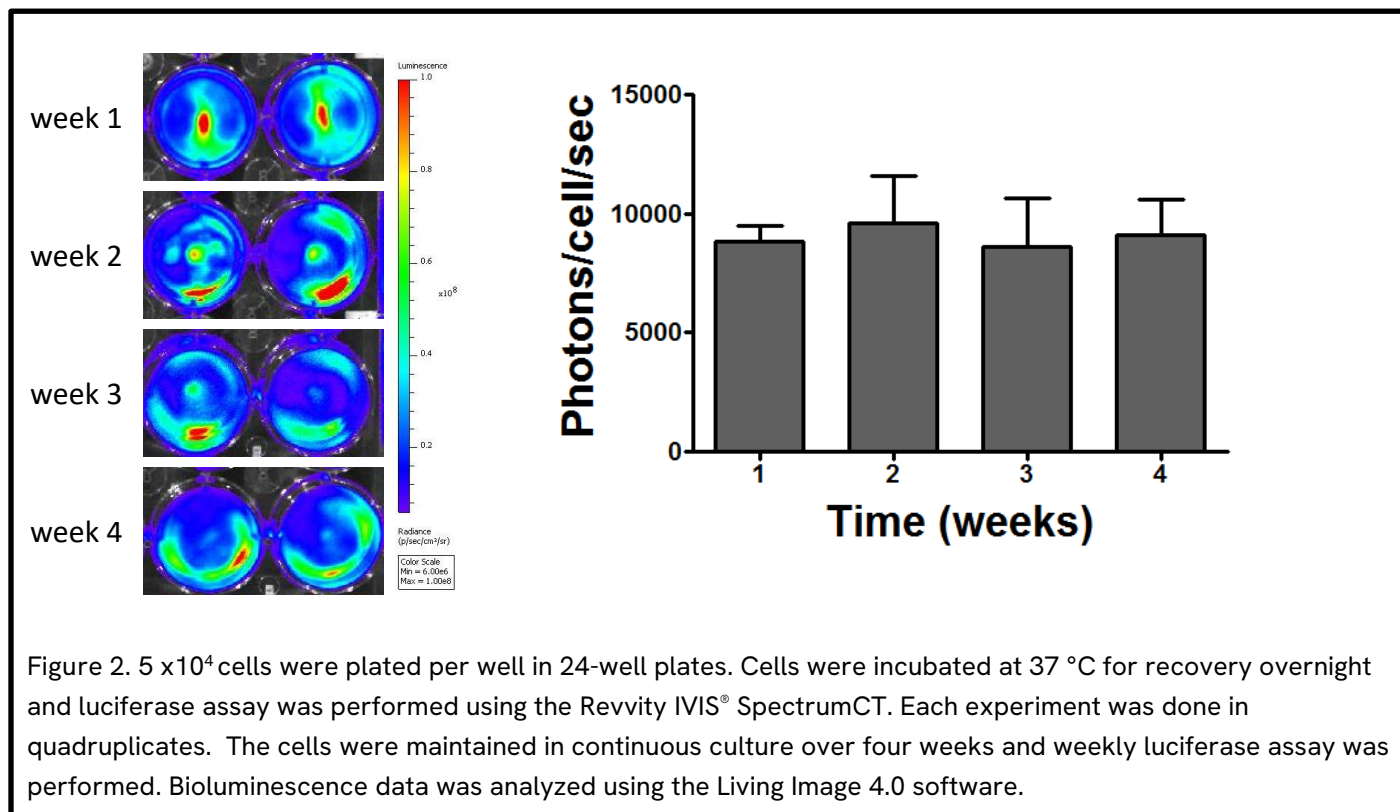 week 1
week 2
week 3
week 4
Luminescence
1.0
0.8
0.6
x10⁸
0.4
0.2
Radiance
(p/sec/cm²/sr)
Color Scale
Min = 6.00e6
Max = 1.00e8
Photons/cell/sec
15000
10000
5000
0
1 2 3 4
Time (weeks)
Figure 2. 5 x10⁴ cells were plated per well in 24-well plates. Cells were incubated at 37 °C for recovery overnight
and luciferase assay was performed using the Revvity IVIS® SpectrumCT. Each experiment was done in
quadruplicates. The cells were maintained in continuous culture over four weeks and weekly luciferase assay was
performed. Bioluminescence data was analyzed using the Living Image 4.0 software.